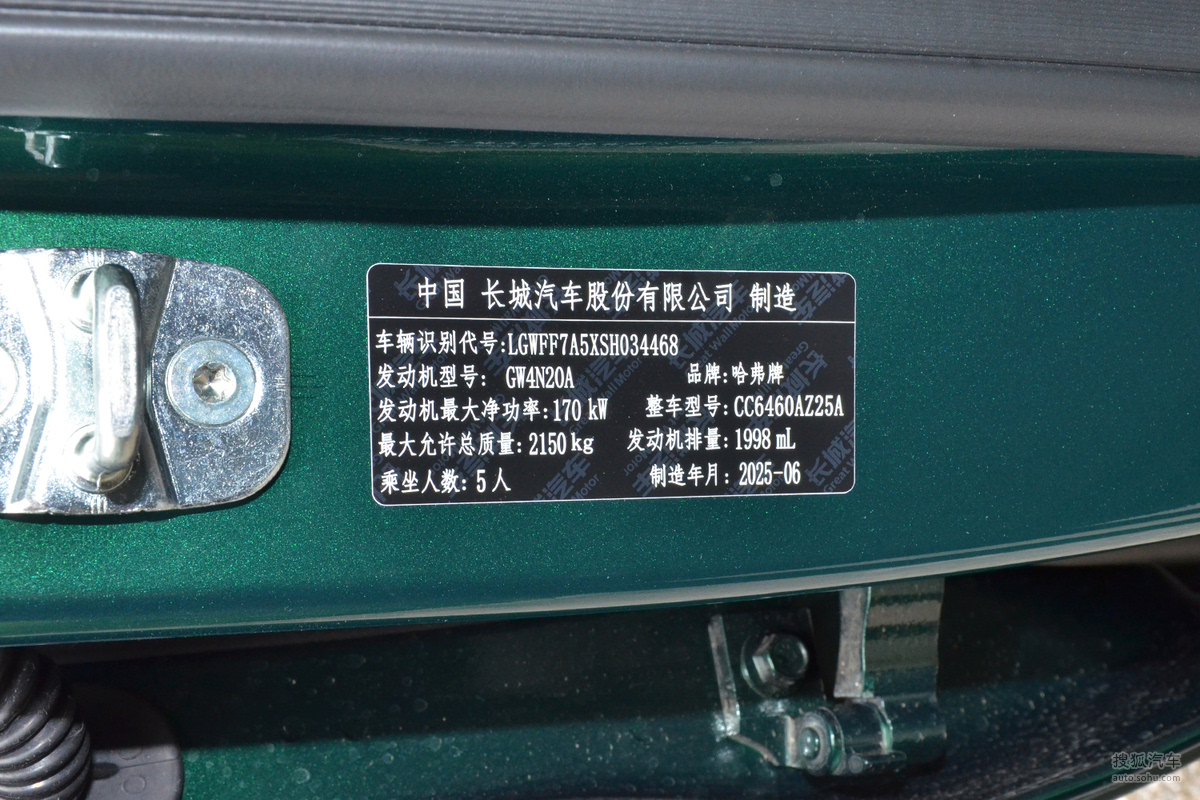 中国 长城汽车股份有限公司 制造
车辆识别代号:LGWFF7A5XSH034468
发动机型号: GW4N20A 品牌:哈弗牌
发动机最大净功率:170 kW 整车型号:CC6460AZ25A
最大允许总质量:2150 kg 发动机排量:1998 mL
乘坐人数:5人 制造年月:2025-06
搜狐汽车
auto.sohu.com